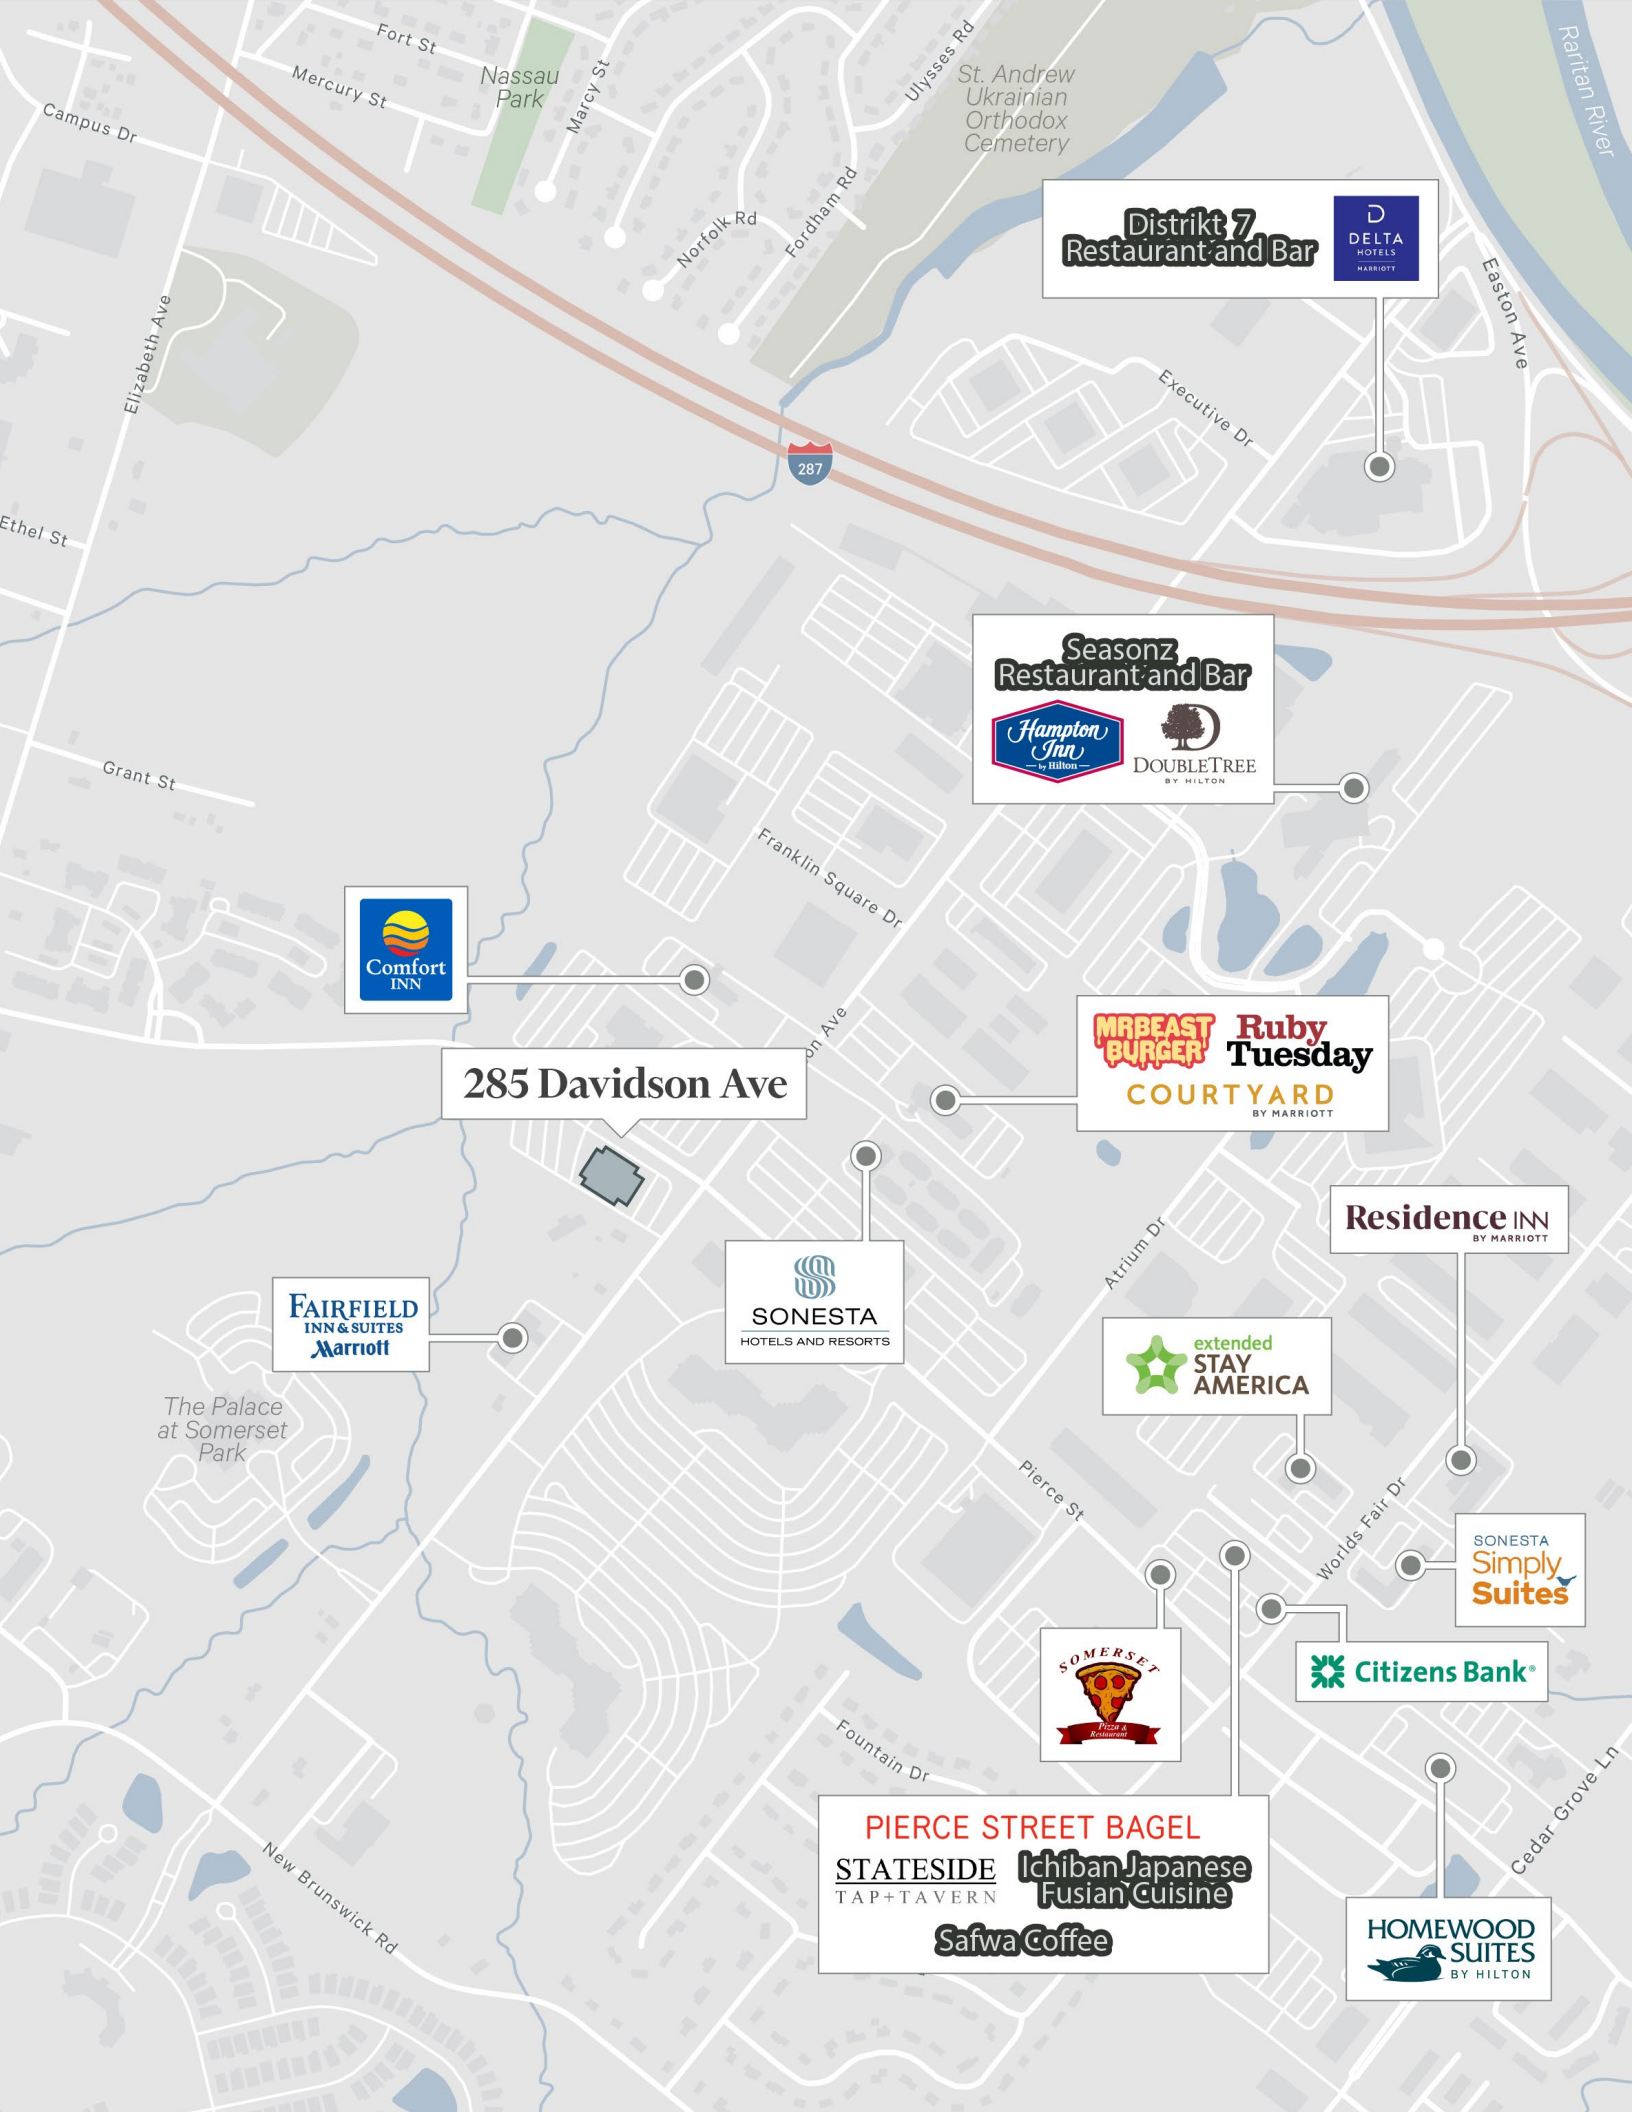 Fort St
Mercury St
Nassau
Park
Marcy St
Campus Dr
Ulysses Rd
St. Andrew
Ukrainian
Orthodox
Cemetery
Raritan River
Norfolk Rd
Fordham Rd
Distrikt 7
Restaurant and Bar
DELTA
HOTELS
MARRIOTT
Easton Ave
Elizabeth Ave
Executive Dr
287
Ethel St
Seasonz
Restaurant and Bar
Hampton
Inn
by Hilton
DOUBLETREE
BY HILTON
Grant St
Franklin Square Dr
Comfort
INN
on Ave
285 Davidson Ave
MRBEAST
BURGER
Ruby
Tuesday
COURTYARD
BY MARRIOTT
Residence INN
BY MARRIOTT
Atrium Dr
SONESTA
HOTELS AND RESORTS
FAIRFIELD
INN & SUITES
Marriott
extended
STAY
AMERICA
The Palace
at Somerset
Park
Pierce St
Worlds Fair Dr
SONESTA
Simply
Suites
SOMERSET
Pizza &
Restaurant
Citizens Bank®
Fountain Dr
Cedar Grove Ln
PIERCE STREET BAGEL
STATESIDE
TAP+TAVERN
Ichiban Japanese
Fusian Cuisine
Safwa Coffee
New Brunswick Rd
HOMEWOOD
SUITES
BY HILTON